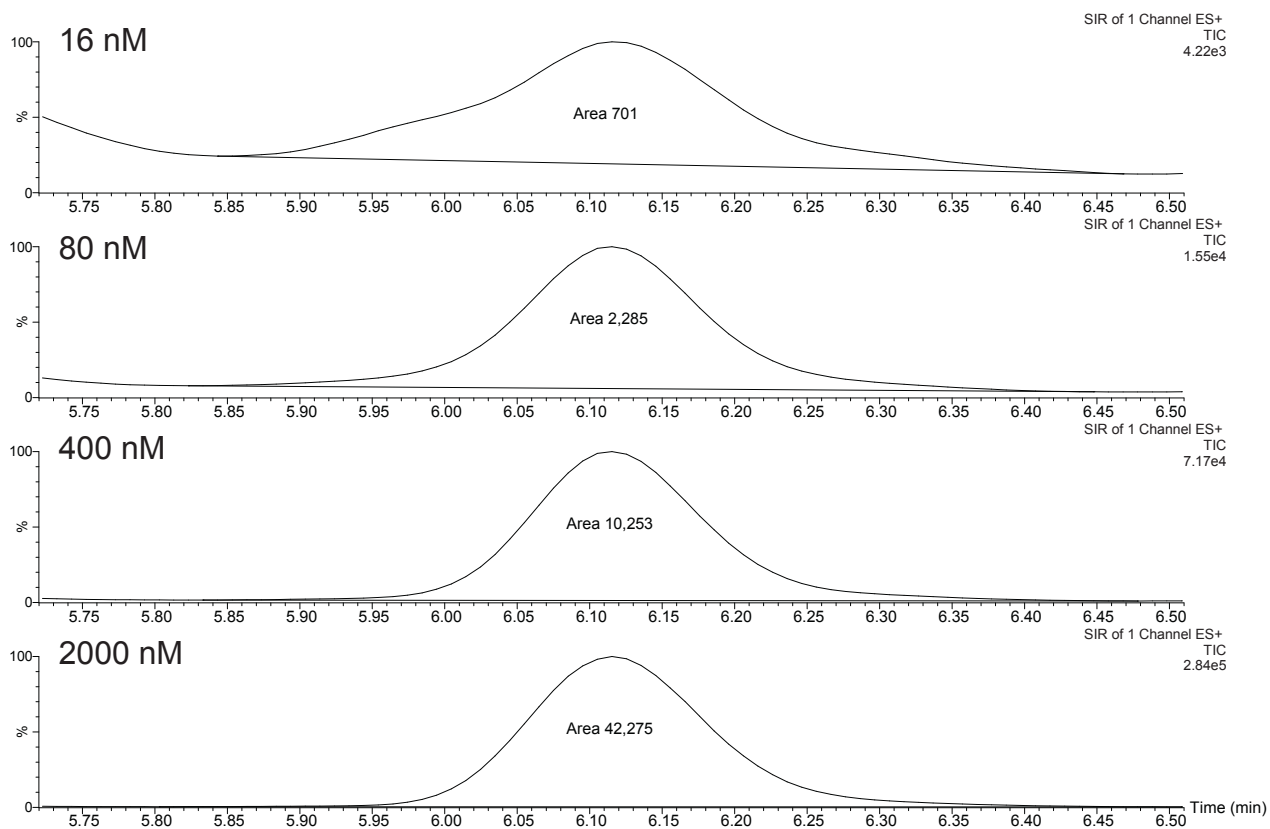 16 nM
SIR of 1 Channel ES+
TIC
4.22e3
100
%
0
Area 701
5.75 5.80 5.85 5.90 5.95 6.00 6.05 6.10 6.15 6.20 6.25 6.30 6.35 6.40 6.45 6.50
80 nM
SIR of 1 Channel ES+
TIC
1.55e4
100
%
0
Area 2,285
5.75 5.80 5.85 5.90 5.95 6.00 6.05 6.10 6.15 6.20 6.25 6.30 6.35 6.40 6.45 6.50
400 nM
SIR of 1 Channel ES+
TIC
7.17e4
100
%
0
Area 10,253
5.75 5.80 5.85 5.90 5.95 6.00 6.05 6.10 6.15 6.20 6.25 6.30 6.35 6.40 6.45 6.50
2000 nM
SIR of 1 Channel ES+
TIC
2.84e5
100
%
0
Area 42,275
Time (min)
5.75 5.80 5.85 5.90 5.95 6.00 6.05 6.10 6.15 6.20 6.25 6.30 6.35 6.40 6.45 6.50